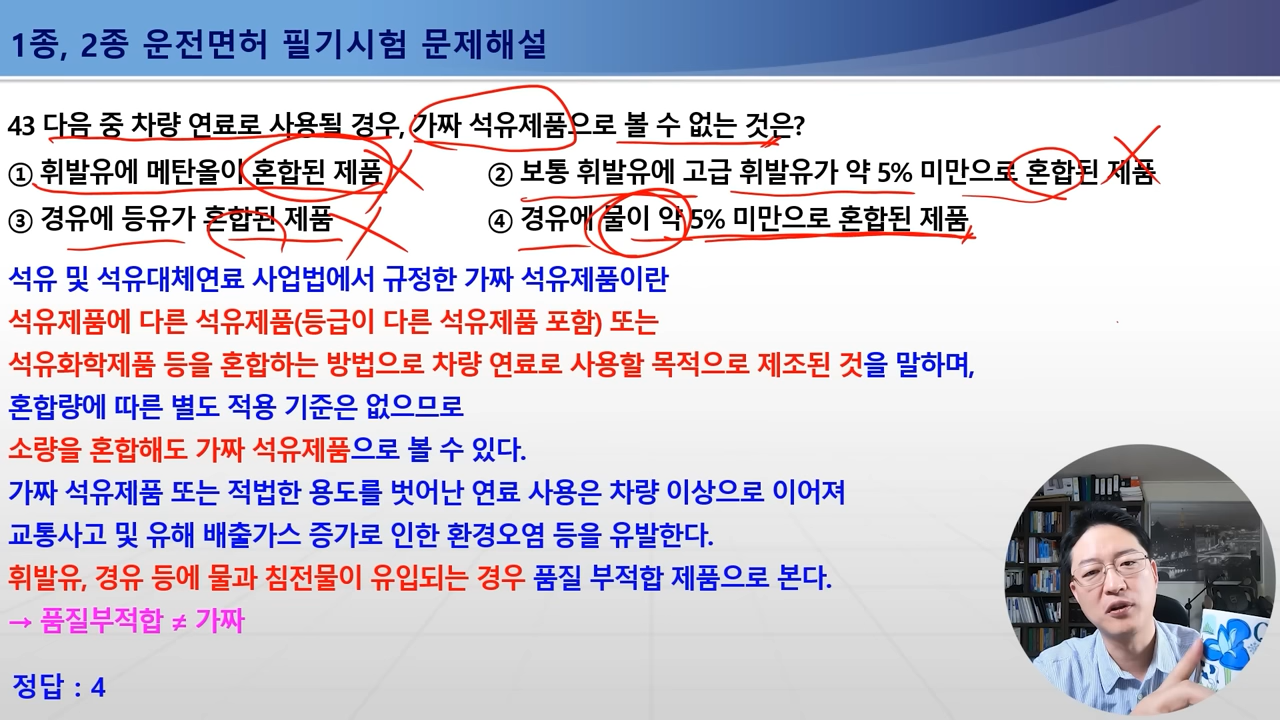 1종, 2종 운전면허 필기시험 문제해설
43 다음 중 차량 연료로 사용될 경우, 가짜 석유제품으로 볼 수 없는 것은?
① 휘발유에 메탄올이 혼합된 제품 ② 보통 휘발유에 고급 휘발유가 약 5% 미만으로 혼합된 제품
③ 경유에 등유가 혼합된 제품 ④ 경유에 물이 약 5% 미만으로 혼합된 제품
석유 및 석유대체연료 사업법에서 규정한 가짜 석유제품이란
석유제품에 다른 석유제품(등급이 다른 석유제품 포함) 또는
석유화학제품 등을 혼합하는 방법으로 차량 연료로 사용할 목적으로 제조된 것을 말하며,
혼합량에 따른 별도 적용 기준은 없으므로
소량을 혼합해도 가짜 석유제품으로 볼 수 있다.
가짜 석유제품 또는 적법한 용도를 벗어난 연료 사용은 차량 이상으로 이어져
교통사고 및 유해 배출가스 증가로 인한 환경오염 등을 유발한다.
휘발유, 경유 등에 물과 침전물이 유입되는 경우 품질 부적합 제품으로 본다.
→ 품질부적합 ≠ 가짜
정답 : 4